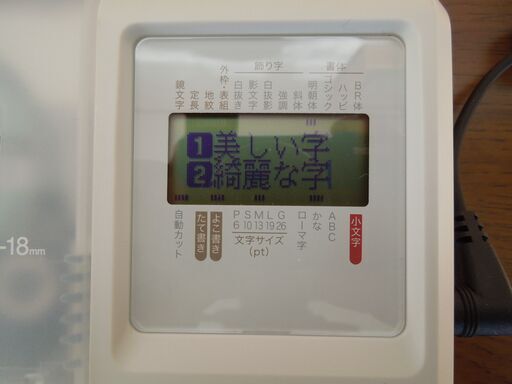 飾り字
書体
鏡文字
定長
地紋
外枠・表組
白抜き
影文字
白抜影
強調
斜体
明朝体
ゴシック
ハッピ
BR体
1美しい字
2綺麗な字
自動カット
たて書き
よこ書き
P S M L G
6 10 13 19 26
文字サイズ
(pt)
ローマ字
かな
ABC
小文字
-18mm